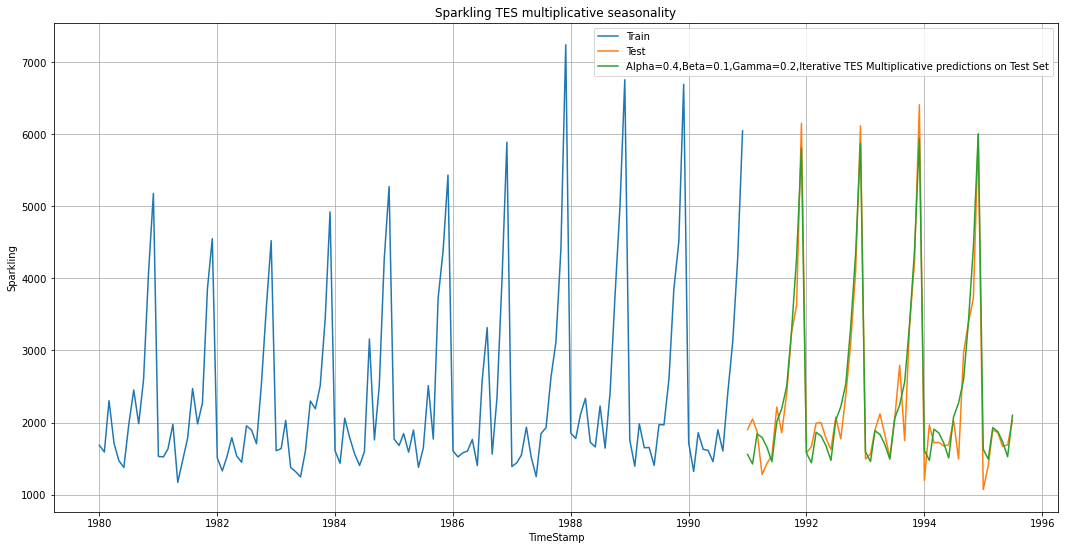 Sparkling TES multiplicative seasonality
Train
Test
Alpha=0.4,Beta=0.1,Gamma=0.2,Iterative TES Multiplicative predictions on Test Set
7000
6000
5000
4000
3000
2000
1000
Sparkling
1980
1982
1984
1986
1988
1990
1992
1994
1996
TimeStamp